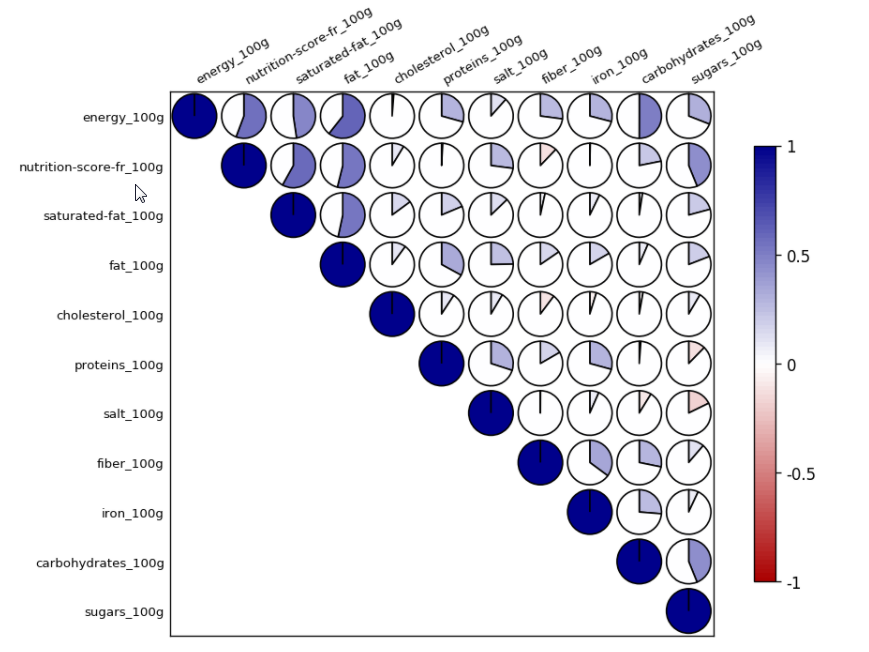 energy_100g
nutrition-score-fr_100g
saturated-fat_100g
fat_100g
cholesterol_100g
proteins_100g
salt_100g
fiber_100g
iron_100g
carbohydrates_100g
sugars_100g
energy_100g
nutrition-score-fr_100g
saturated-fat_100g
fat_100g
cholesterol_100g
proteins_100g
salt_100g
fiber_100g
iron_100g
carbohydrates_100g
sugars_100g
1
0.5
0
-0.5
-1